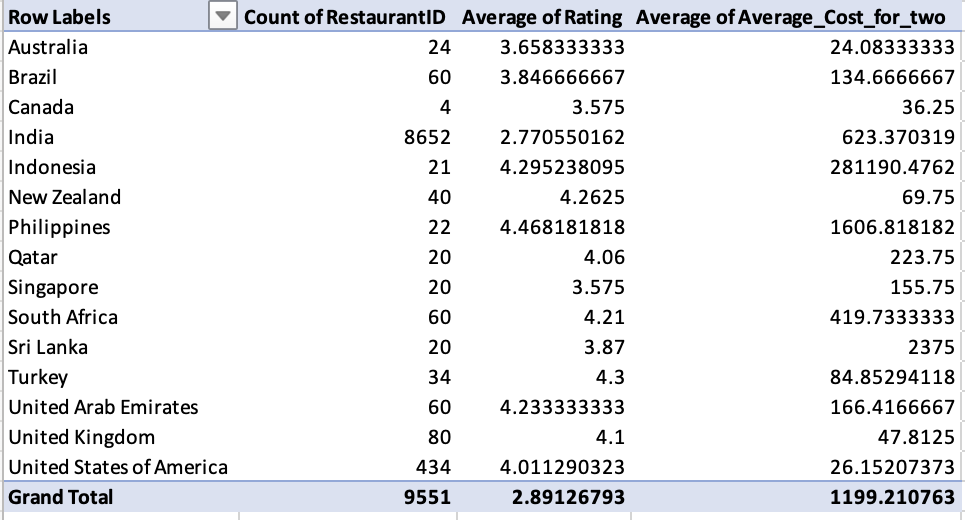 Row Labels Count of RestaurantID Average of Rating Average of Average_Cost_for_two
Australia 24 3.658333333 24.08333333
Brazil 60 3.846666667 134.6666667
Canada 4 3.575 36.25
India 8652 2.770550162 623.370319
Indonesia 21 4.295238095 281190.4762
New Zealand 40 4.2625 69.75
Philippines 22 4.468181818 1606.818182
Qatar 20 4.06 223.75
Singapore 20 3.575 155.75
South Africa 60 4.21 419.7333333
Sri Lanka 20 3.87 2375
Turkey 34 4.3 84.85294118
United Arab Emirates 60 4.233333333 166.4166667
United Kingdom 80 4.1 47.8125
United States of America 434 4.011290323 26.15207373
Grand Total 9551 2.89126793 1199.210763